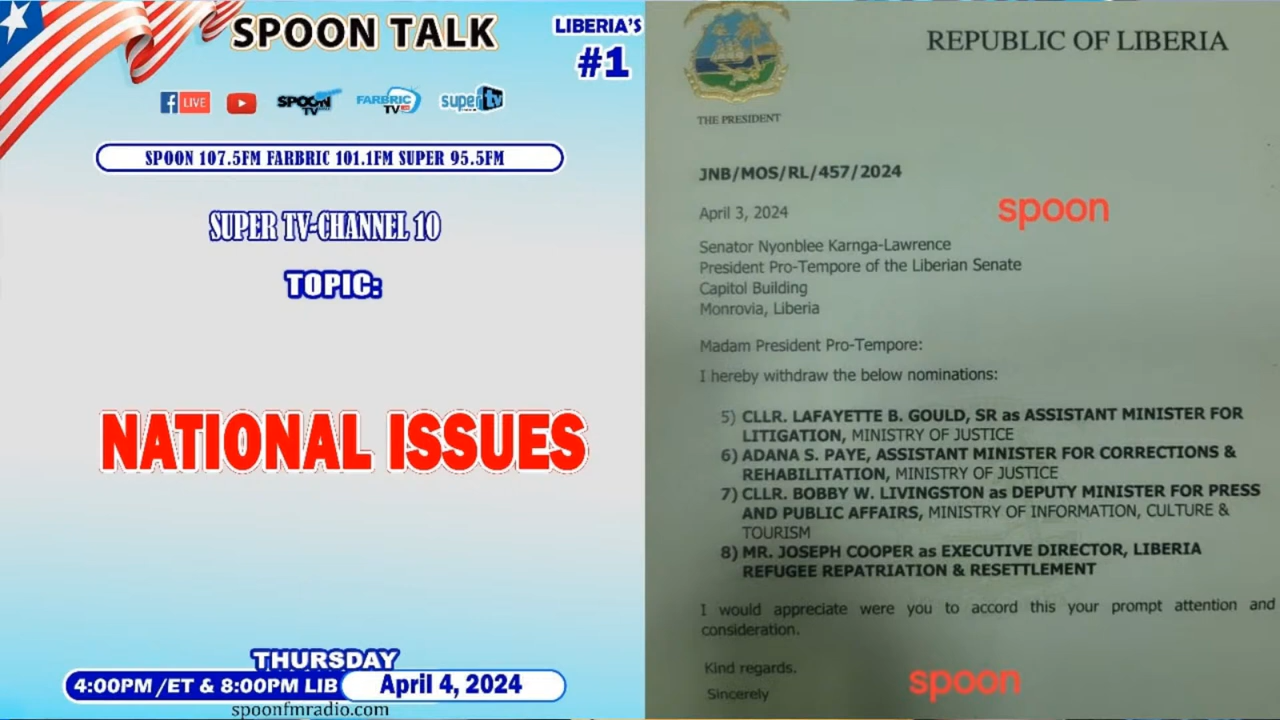 SPOON TALK
LIBERIA'S
#1
LIVE
SPOON TV
FARBRIC TV
super tv
SPOON 107.5FM FARBRIC 101.1FM SUPER 95.5FM
SUPER TV-CHANNEL 10
TOPIC:
NATIONAL ISSUES
THURSDAY
4:00PM /ET & 8:00PM LIB
April 4, 2024
spoonfmradio.com
REPUBLIC OF LIBERIA
THE PRESIDENT
JNB/MOS/RL/457/2024
April 3, 2024
spoon
Senator Nyonblee Karnga-Lawrence
President Pro-Tempore of the Liberian Senate
Capitol Building
Monrovia, Liberia
Madam President Pro-Tempore:
I hereby withdraw the below nominations:
5) CLLR. LAFAYETTE B. GOULD, SR as ASSISTANT MINISTER FOR
LITIGATION, MINISTRY OF JUSTICE
6) ADANA S. PAYE, ASSISTANT MINISTER FOR CORRECTIONS &
REHABILITATION, MINISTRY OF JUSTICE
7) CLLR. BOBBY W. LIVINGSTON as DEPUTY MINISTER FOR PRESS
AND PUBLIC AFFAIRS, MINISTRY OF INFORMATION, CULTURE &
TOURISM
8) MR. JOSEPH COOPER as EXECUTIVE DIRECTOR, LIBERIA
REFUGEE REPATRIATION & RESETTLEMENT
I would appreciate were you to accord this your prompt attention and
consideration.
Kind regards.
Sincerely
spoon